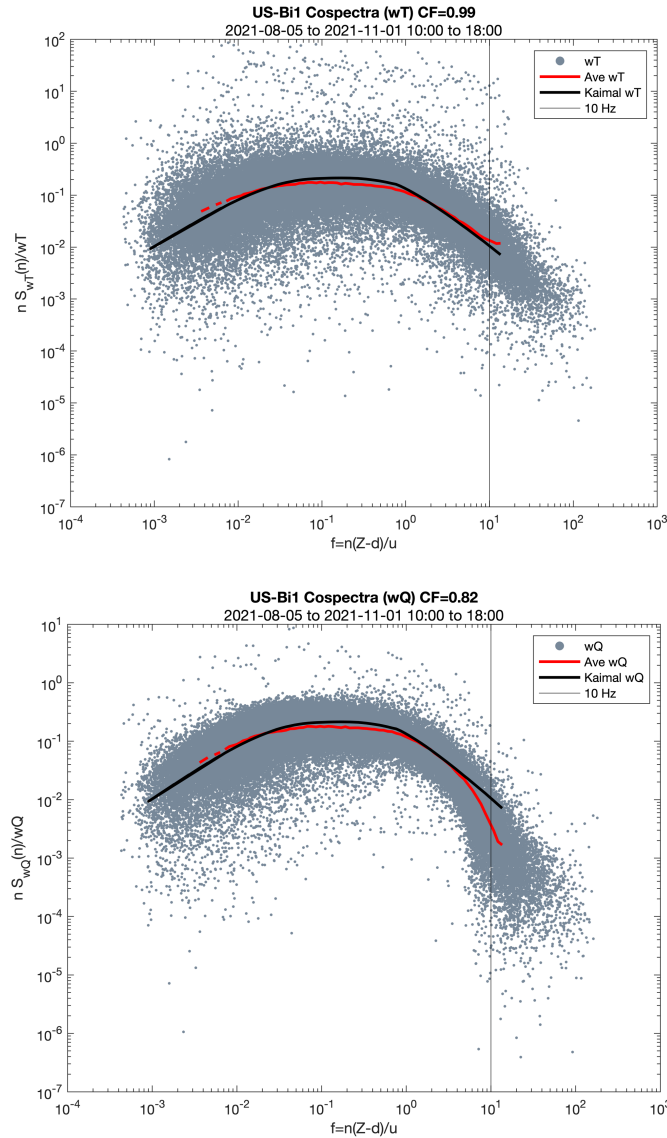 US-Bi1 Cospectra (wT) CF=0.99
2021-08-05 to 2021-11-01 10:00 to 18:00
10^2
10^1
10^0
10^-1
10^-2
10^-3
10^-4
10^-5
10^-6
10^-7
n S_wT(n)/wT
wT
Ave wT
Kaimal wT
10 Hz
10^-4
10^-3
10^-2
10^-1
10^0
10^1
10^2
10^3
f=n(Z-d)/u
US-Bi1 Cospectra (wQ) CF=0.82
2021-08-05 to 2021-11-01 10:00 to 18:00
10^1
10^0
10^-1
10^-2
10^-3
10^-4
10^-5
10^-6
10^-7
n S_wQ(n)/wQ
wQ
Ave wQ
Kaimal wQ
10 Hz
10^-4
10^-3
10^-2
10^-1
10^0
10^1
10^2
10^3
f=n(Z-d)/u